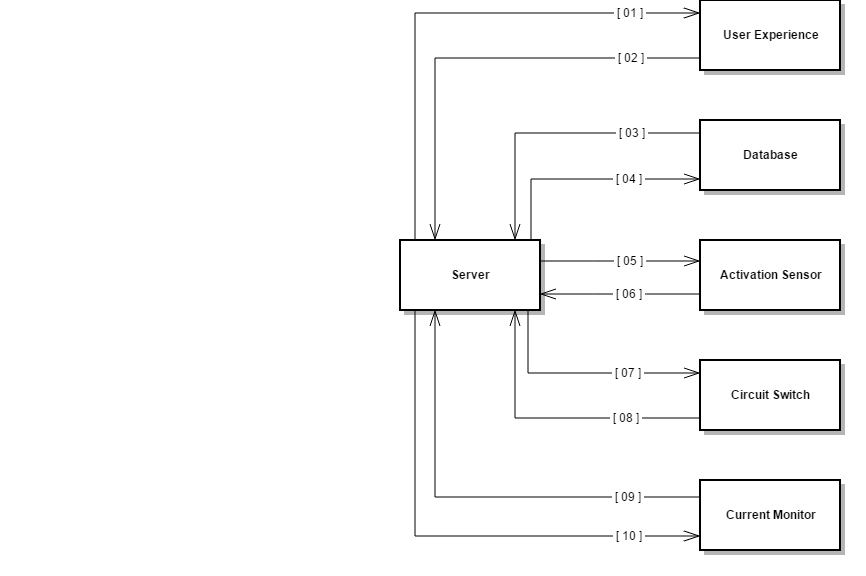 [ 01 ]
User Experience
[ 02 ]
[ 03 ]
Database
[ 04 ]
[ 05 ]
Server
Activation Sensor
[ 06 ]
[ 07 ]
Circuit Switch
[ 08 ]
[ 09 ]
Current Monitor
[ 10 ]